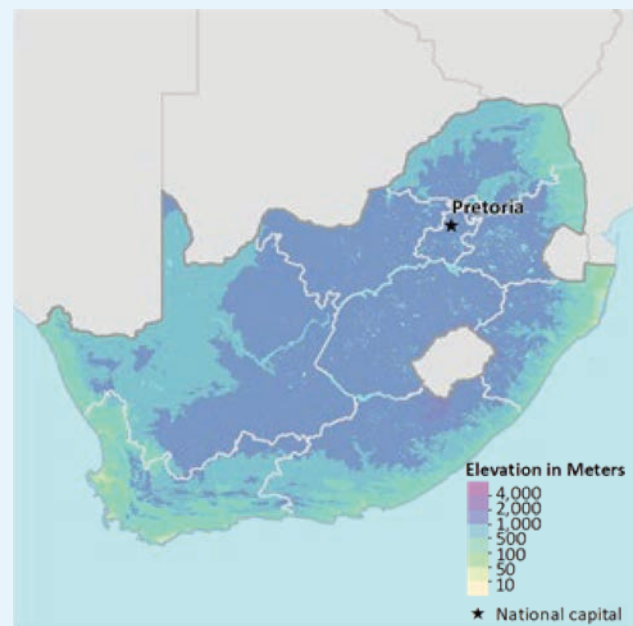 Pretoria
Elevation in Meters
4,000
2,000
1,000
500
100
50
10
★ National capital